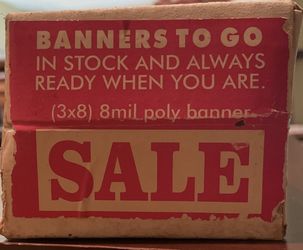 BANNERS TO GO
IN STOCK AND ALWAYS
READY WHEN YOU ARE.
(3x8) 8mil poly banner
SALE